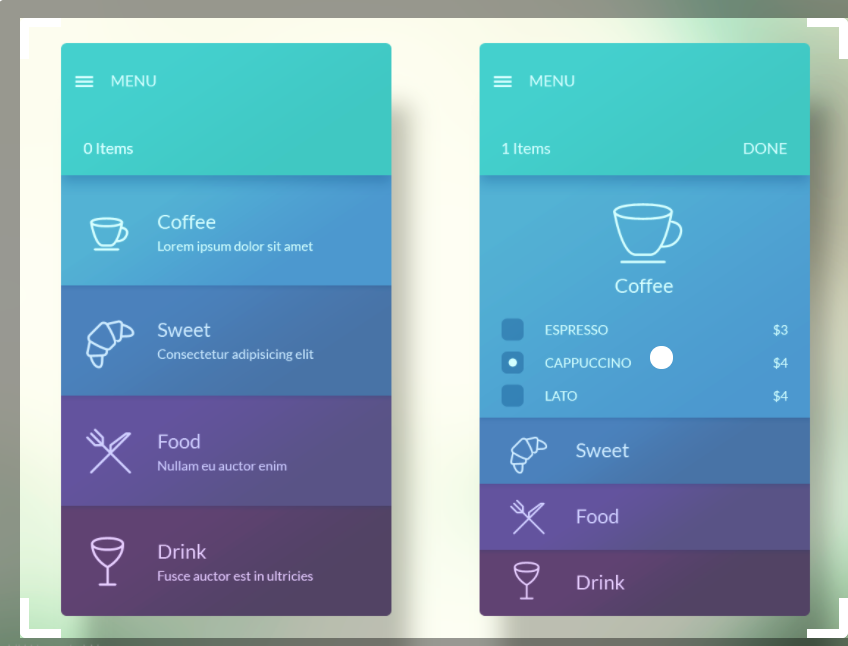 MENU
0 Items
Coffee
Lorem ipsum dolor sit amet
Sweet
Consectetur adipisicing elit
Food
Nullam eu auctor enim
Drink
Fusce auctor est in ultricies
MENU
1 Items DONE
Coffee
ESPRESSO $3
CAPPUCCINO $4
LATO $4
Sweet
Food
Drink